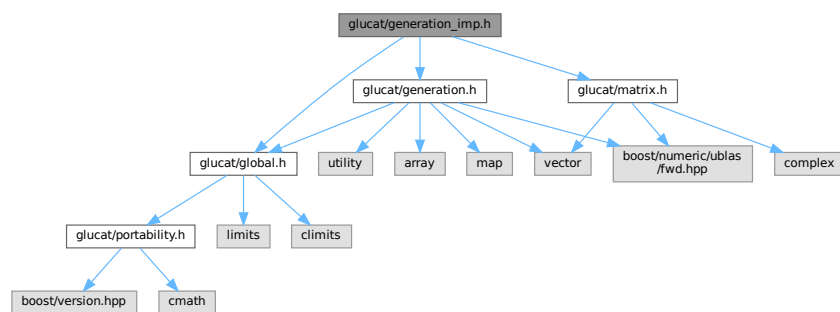 glucat/generation_imp.h
glucat/generation.h
glucat/matrix.h
glucat/global.h
utility
array
map
vector
boost/numeric/ublas
/fwd.hpp
complex
glucat/portability.h
limits
climits
boost/version.hpp
cmath